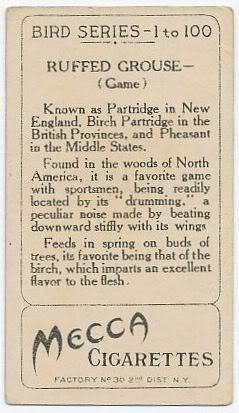 BIRD SERIES - 1 to 100
RUFFED GROUSE—
(Game)
Known as Partridge in New
England, Birch Partridge in the
British Provinces, and Pheasant
in the Middle States.
Found in the woods of North
America, it is a favorite game
with sportsmen, being readily
located by its "drumming," a
peculiar noise made by beating
downward stiffly with its wings
Feeds in spring on buds of
trees, its favorite being that of the
birch, which imparts an excellent
flavor to the flesh.
MECCA
CIGARETTES
FACTORY No 30 2ND DIST. N.Y.